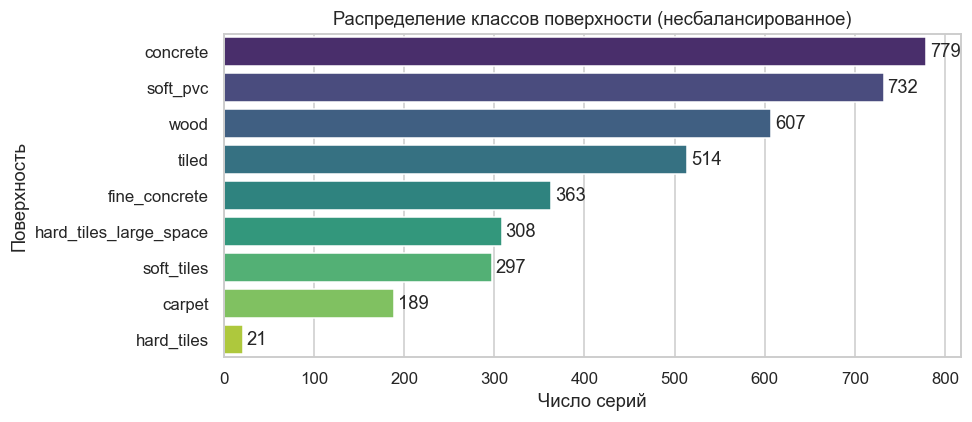 Распределение классов поверхности (несбалансированное)
Поверхность
concrete 779
soft_pvc 732
wood 607
tiled 514
fine_concrete 363
hard_tiles_large_space 308
soft_tiles 297
carpet 189
hard_tiles 21
0 100 200 300 400 500 600 700 800
Число серий